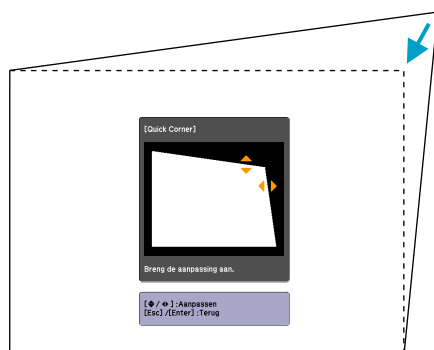 [Quick Corner]
Breng de aanpassing aan.
[ / ] :Aanpassen
[Esc] /[Enter] :Terug